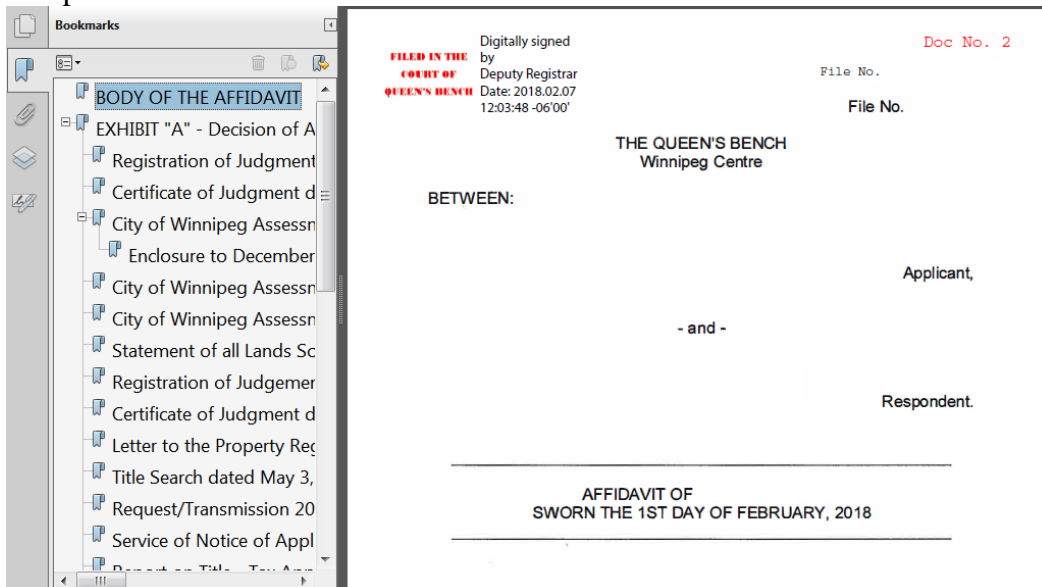 Bookmarks
BODY OF THE AFFIDAVIT
EXHIBIT "A" - Decision of A
Registration of Judgment
Certificate of Judgment d
City of Winnipeg Assessn
Enclosure to December
City of Winnipeg Assessn
City of Winnipeg Assessn
Statement of all Lands Sc
Registration of Judgemer
Certificate of Judgment d
Letter to the Property Reg
Title Search dated May 3,
Request/Transmission 20
Service of Notice of Appl
Report on Title - Tax App
FILED IN THE
COURT OF
QUEEN'S BENCH
Digitally signed
by
Deputy Registrar
Date: 2018.02.07
12:03:48 -06'00'
Doc No. 2
File No.
File No.
THE QUEEN'S BENCH
Winnipeg Centre
BETWEEN:
Applicant,
- and -
Respondent.
AFFIDAVIT OF
SWORN THE 1ST DAY OF FEBRUARY, 2018